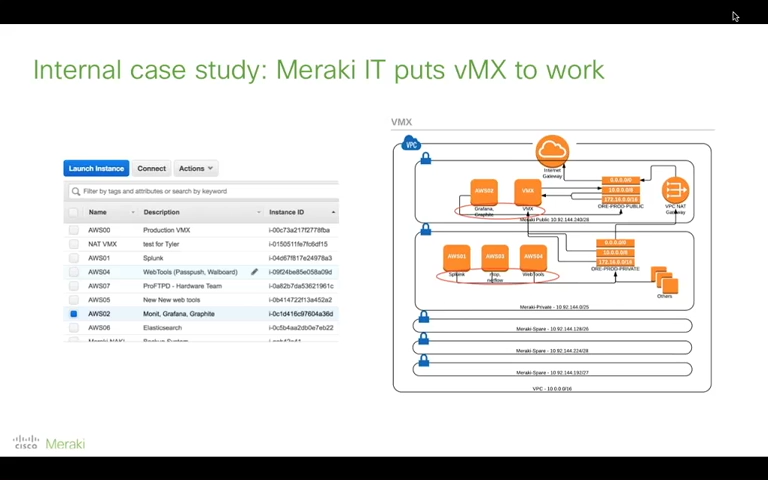 Internal case study: Meraki IT puts vMX to work
Launch Instance Connect Actions
Filter by tags and attributes or search by keyword
Name Description Instance ID
AWS00 Production VMX i-00c73a217f2778fba
NAT VMX test for Tyler i-0150511fe7fc6df15
AWS01 Splunk i-04d67f817e24978a3
AWS04 WebTools (Passpush, Walboard) i-09f24be85e058a09d
AWS07 ProFTPD - Hardware Team i-0a82b7da53621961c
AWS05 New New web tools i-0b414722f13a452a2
AWS02 Monit, Grafana, Graphite i-0c1d416c97604a36d
AWS06 Elasticsearch i-0c5b4aa2db0e7eb22
VMX
VPC
Internet
Gateway
AWS02
VMX
Grafana,
Graphite
VMX
0.0.0.0/0
10.0.0.0/8
172.16.0.0/16
ORE-PROD-PUBLIC
VPC NAT
Gateway
Meraki Public 10.92.144.240/28
AWS01
AWS03
AWS04
Splunk
netflow
WebTools
0.0.0.0/0
10.0.0.0/8
172.16.0.0/16
ORE-PROD-PRIVATE
Others
Meraki-Private - 10.92.144.0/25
Meraki-Spare - 10.92.144.128/26
Meraki-Spare - 10.92.144.224/28
Meraki-Spare - 10.92.144.192/27
VPC - 10.0.0.0/16
cisco Meraki